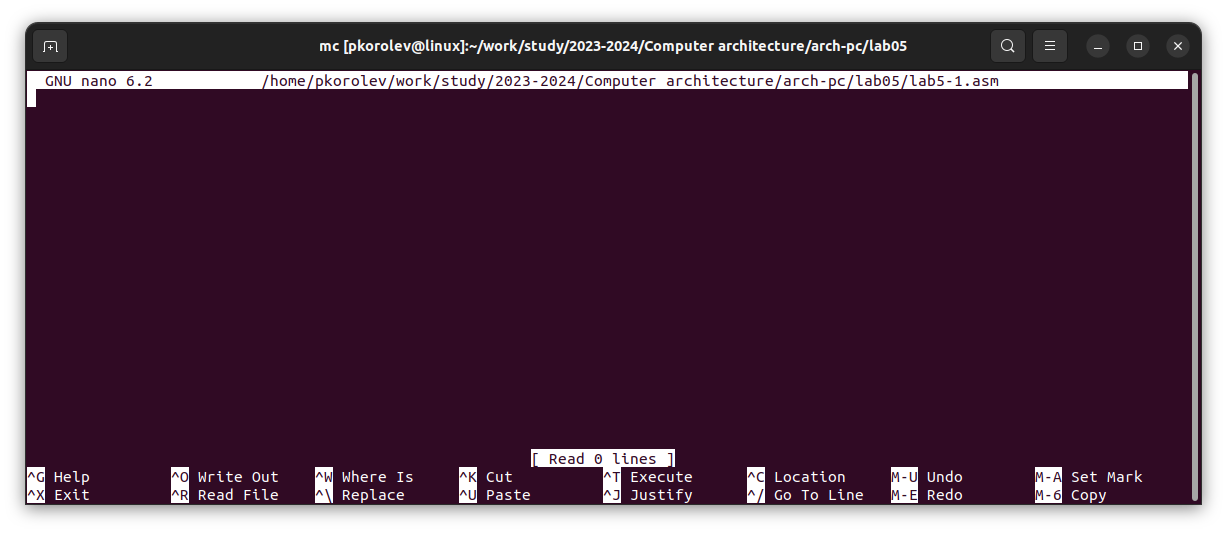 mc [pkorolev@linux]:~/work/study/2023-2024/Computer architecture/arch-pc/lab05
GNU nano 6.2 /home/pkorolev/work/study/2023-2024/Computer architecture/arch-pc/lab05/lab5-1.asm
[ Read 0 lines ]
^G Help ^O Write Out ^W Where Is ^K Cut ^T Execute ^C Location M-U Undo M-A Set Mark
^X Exit ^R Read File ^\ Replace ^U Paste ^J Justify ^/ Go To Line M-E Redo M-6 Copy